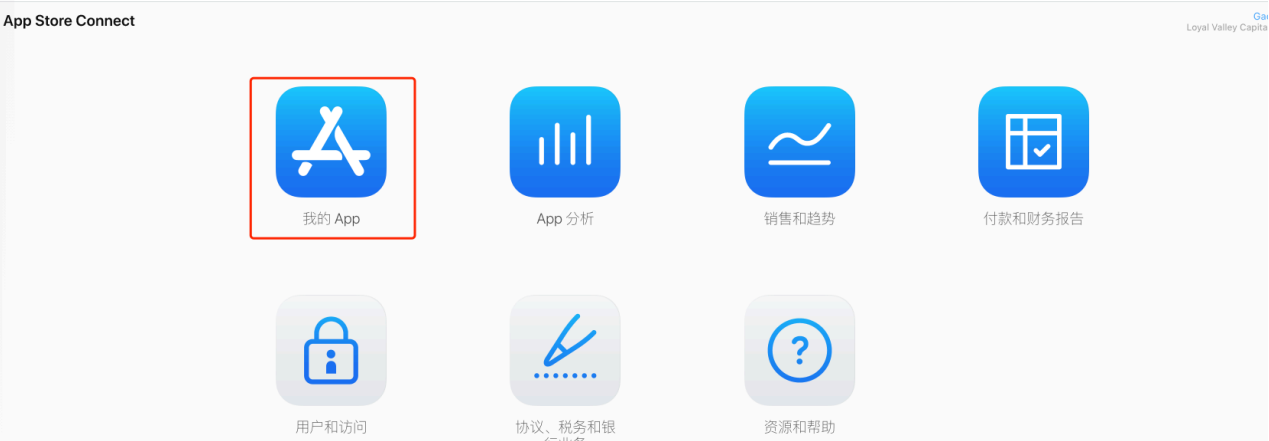 App Store Connect
Loyal Valley Capita
我的 App
App 分析
销售和趋势
付款和财务报告
用户和访问
协议、税务和银
资源和帮助